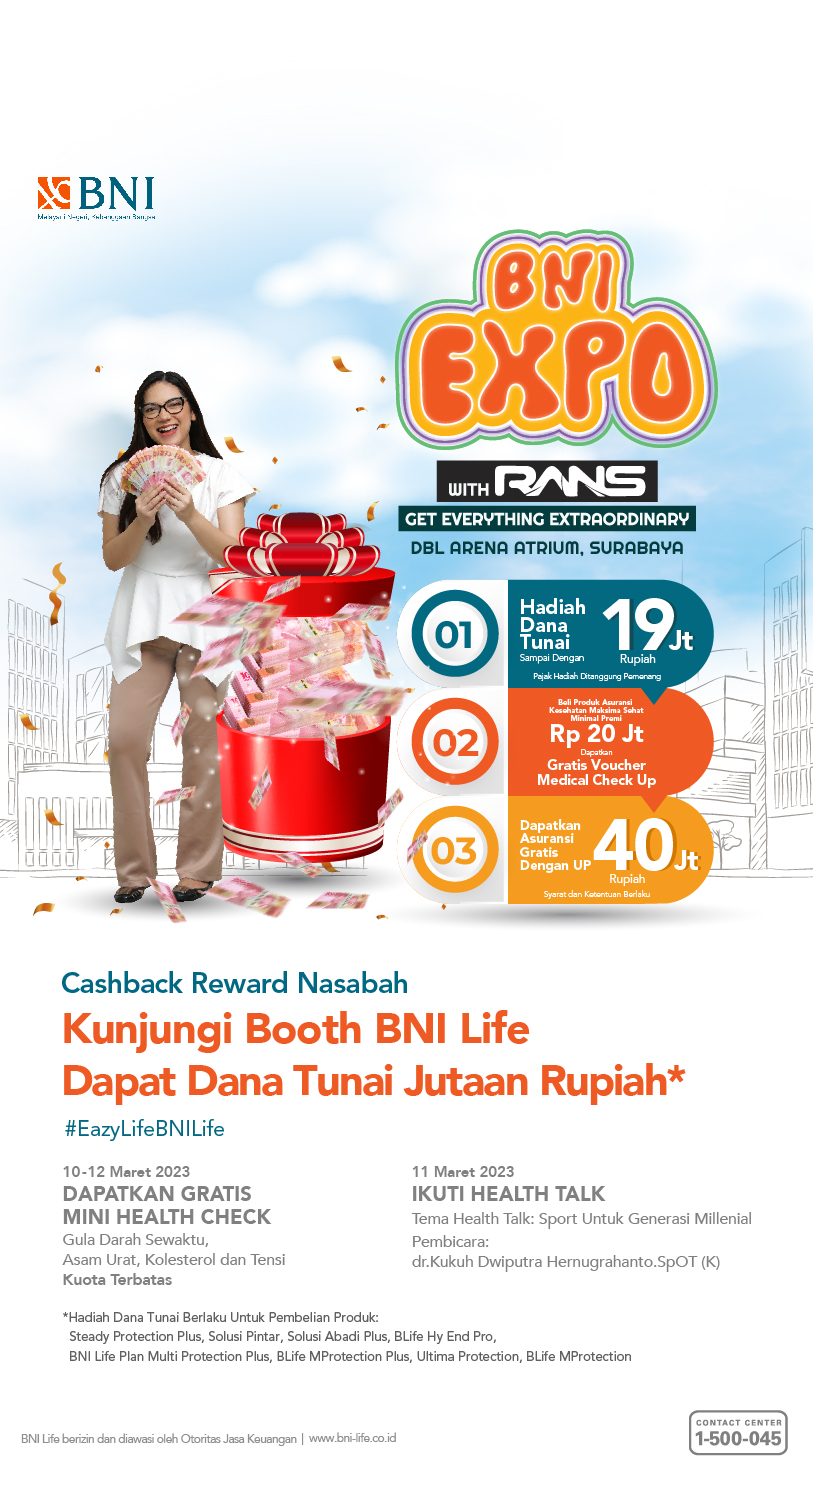 BNI
Melayani Negeri, Kebanggaan Bangsa
BNI
EXPO
WITH RANS
GET EVERYTHING EXTRAORDINARY
DBL ARENA ATRIUM, SURABAYA
01
Hadiah
Dana
Tunai
Sampai Dengan
19 Jt
Rupiah
Pajak Hadiah Ditanggung Pemenang
02
Beli Produk Asuransi
Kesehatan Maksima Sehat
Minimal Premi
Rp 20 Jt
Dapatkan
Gratis Voucher
Medical Check Up
03
Dapatkan
Asuransi
Gratis
Dengan UP
40 Jt
Rupiah
Syarat dan Ketentuan Berlaku
Cashback Reward Nasabah
Kunjungi Booth BNI Life
Dapat Dana Tunai Jutaan Rupiah*
#EazyLifeBNILife
10-12 Maret 2023
DAPATKAN GRATIS
MINI HEALTH CHECK
Gula Darah Sewaktu,
Asam Urat, Kolesterol dan Tensi
Kuota Terbatas
11 Maret 2023
IKUTI HEALTH TALK
Tema Health Talk: Sport Untuk Generasi Millenial
Pembicara:
dr.Kukuh Dwiputra Hernugrahanto.SpOT (K)
*Hadiah Dana Tunai Berlaku Untuk Pembelian Produk:
Steady Protection Plus, Solusi Pintar, Solusi Abadi Plus, BLife Hy End Pro,
BNI Life Plan Multi Protection Plus, BLife MProtection Plus, Ultima Protection, BLife MProtection
BNI Life berizin dan diawasi oleh Otoritas Jasa Keuangan | www.bni-life.co.id
CONTACT CENTER
1-500-045